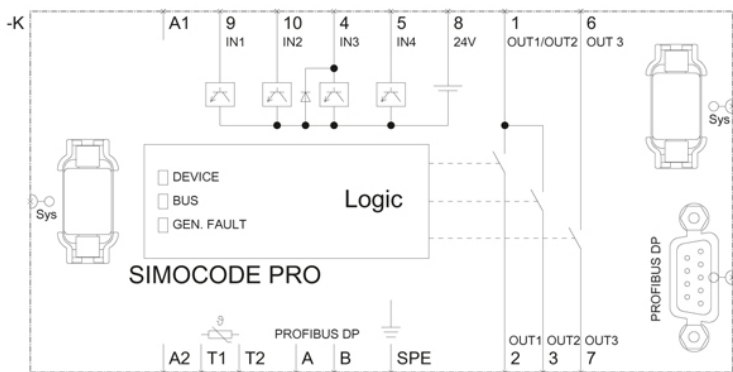 -K A1 9 10 4 5 8 1 6
IN1 IN2 IN3 IN4 24V OUT1/OUT2 OUT 3
Sys
DEVICE
BUS
Logic
GEN. FAULT
Sys
SIMOCODE PRO
PROFIBUS DP
ϑ
PROFIBUS DP
OUT1 OUT2 OUT3
A2 T1 T2 A B SPE 2 3 7